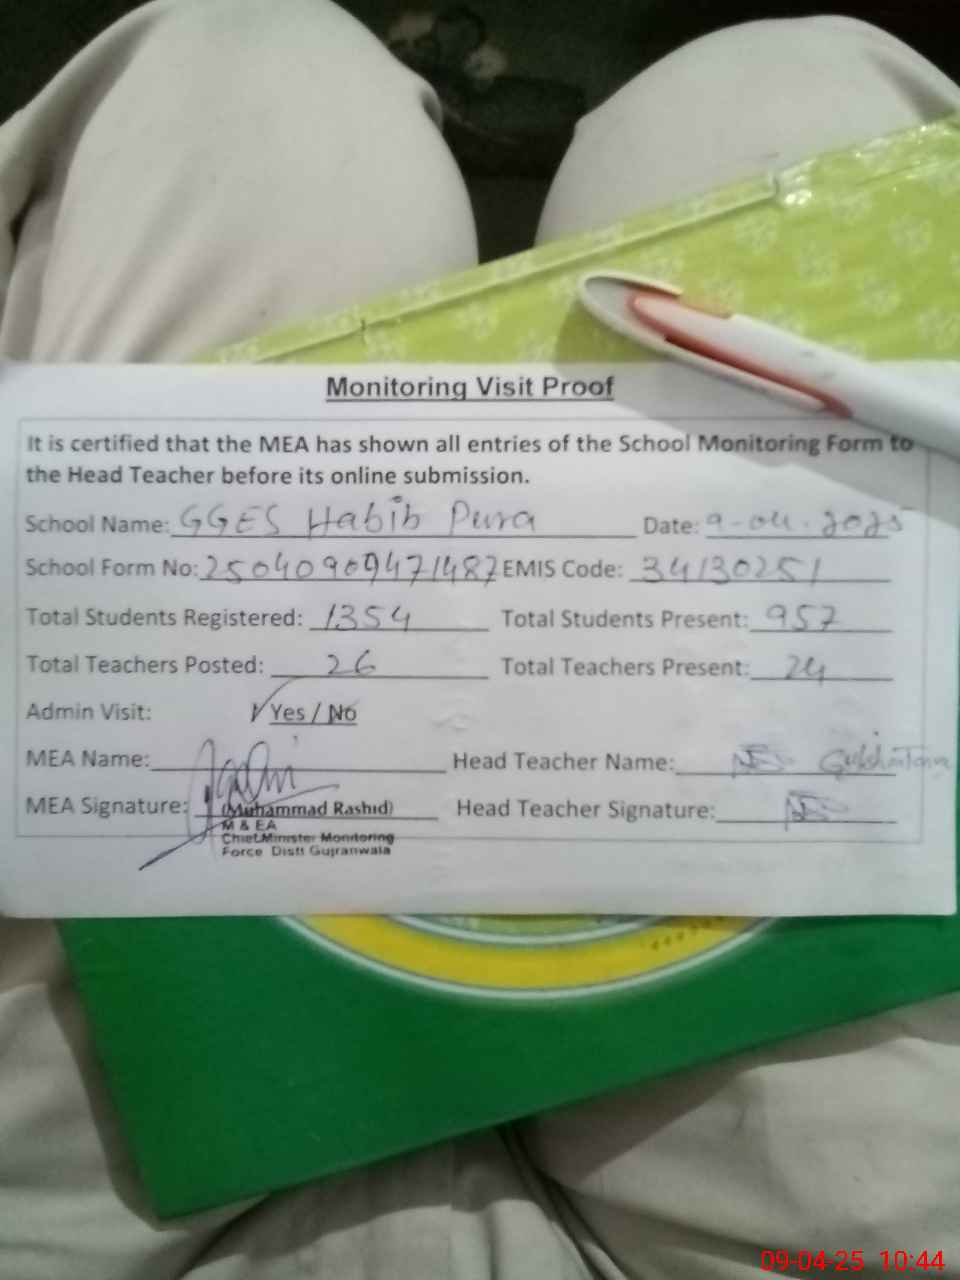 Monitoring Visit Proof
It is certified that the MEA has shown all entries of the School Monitoring Form to
the Head Teacher before its online submission.
School Name: GGES Habib Pura Date: 9-04-2025
School Form No: 25040909471487 EMIS Code: 34130251
Total Students Registered: 1354 Total Students Present: 957
Total Teachers Posted: 26 Total Teachers Present: 24
Admin Visit: Yes / No
MEA Name: Head Teacher Name:
MEA Signature: (Muhammad Rashid) Head Teacher Signature:
M & EA
Chief Minister Monitoring
Force Distt Gujranwala
09-04-25 10:44